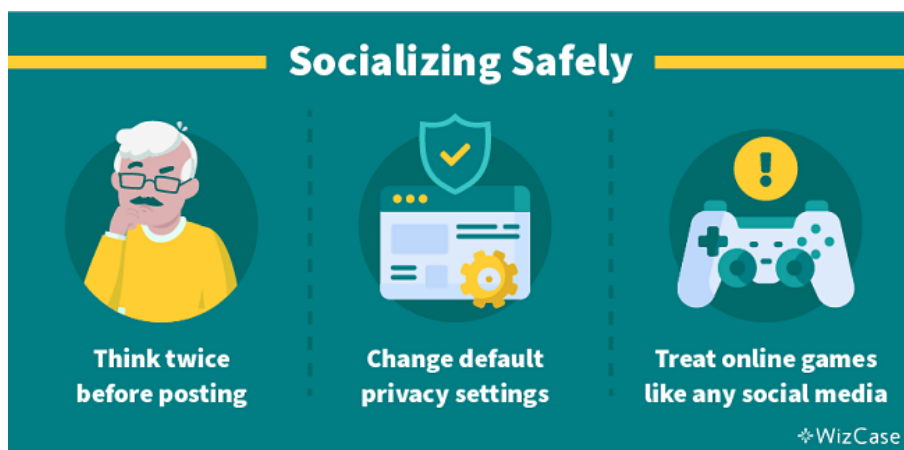 Socializing Safely
Think twice
before posting
Change default
privacy settings
Treat online games
like any social media
WizCase